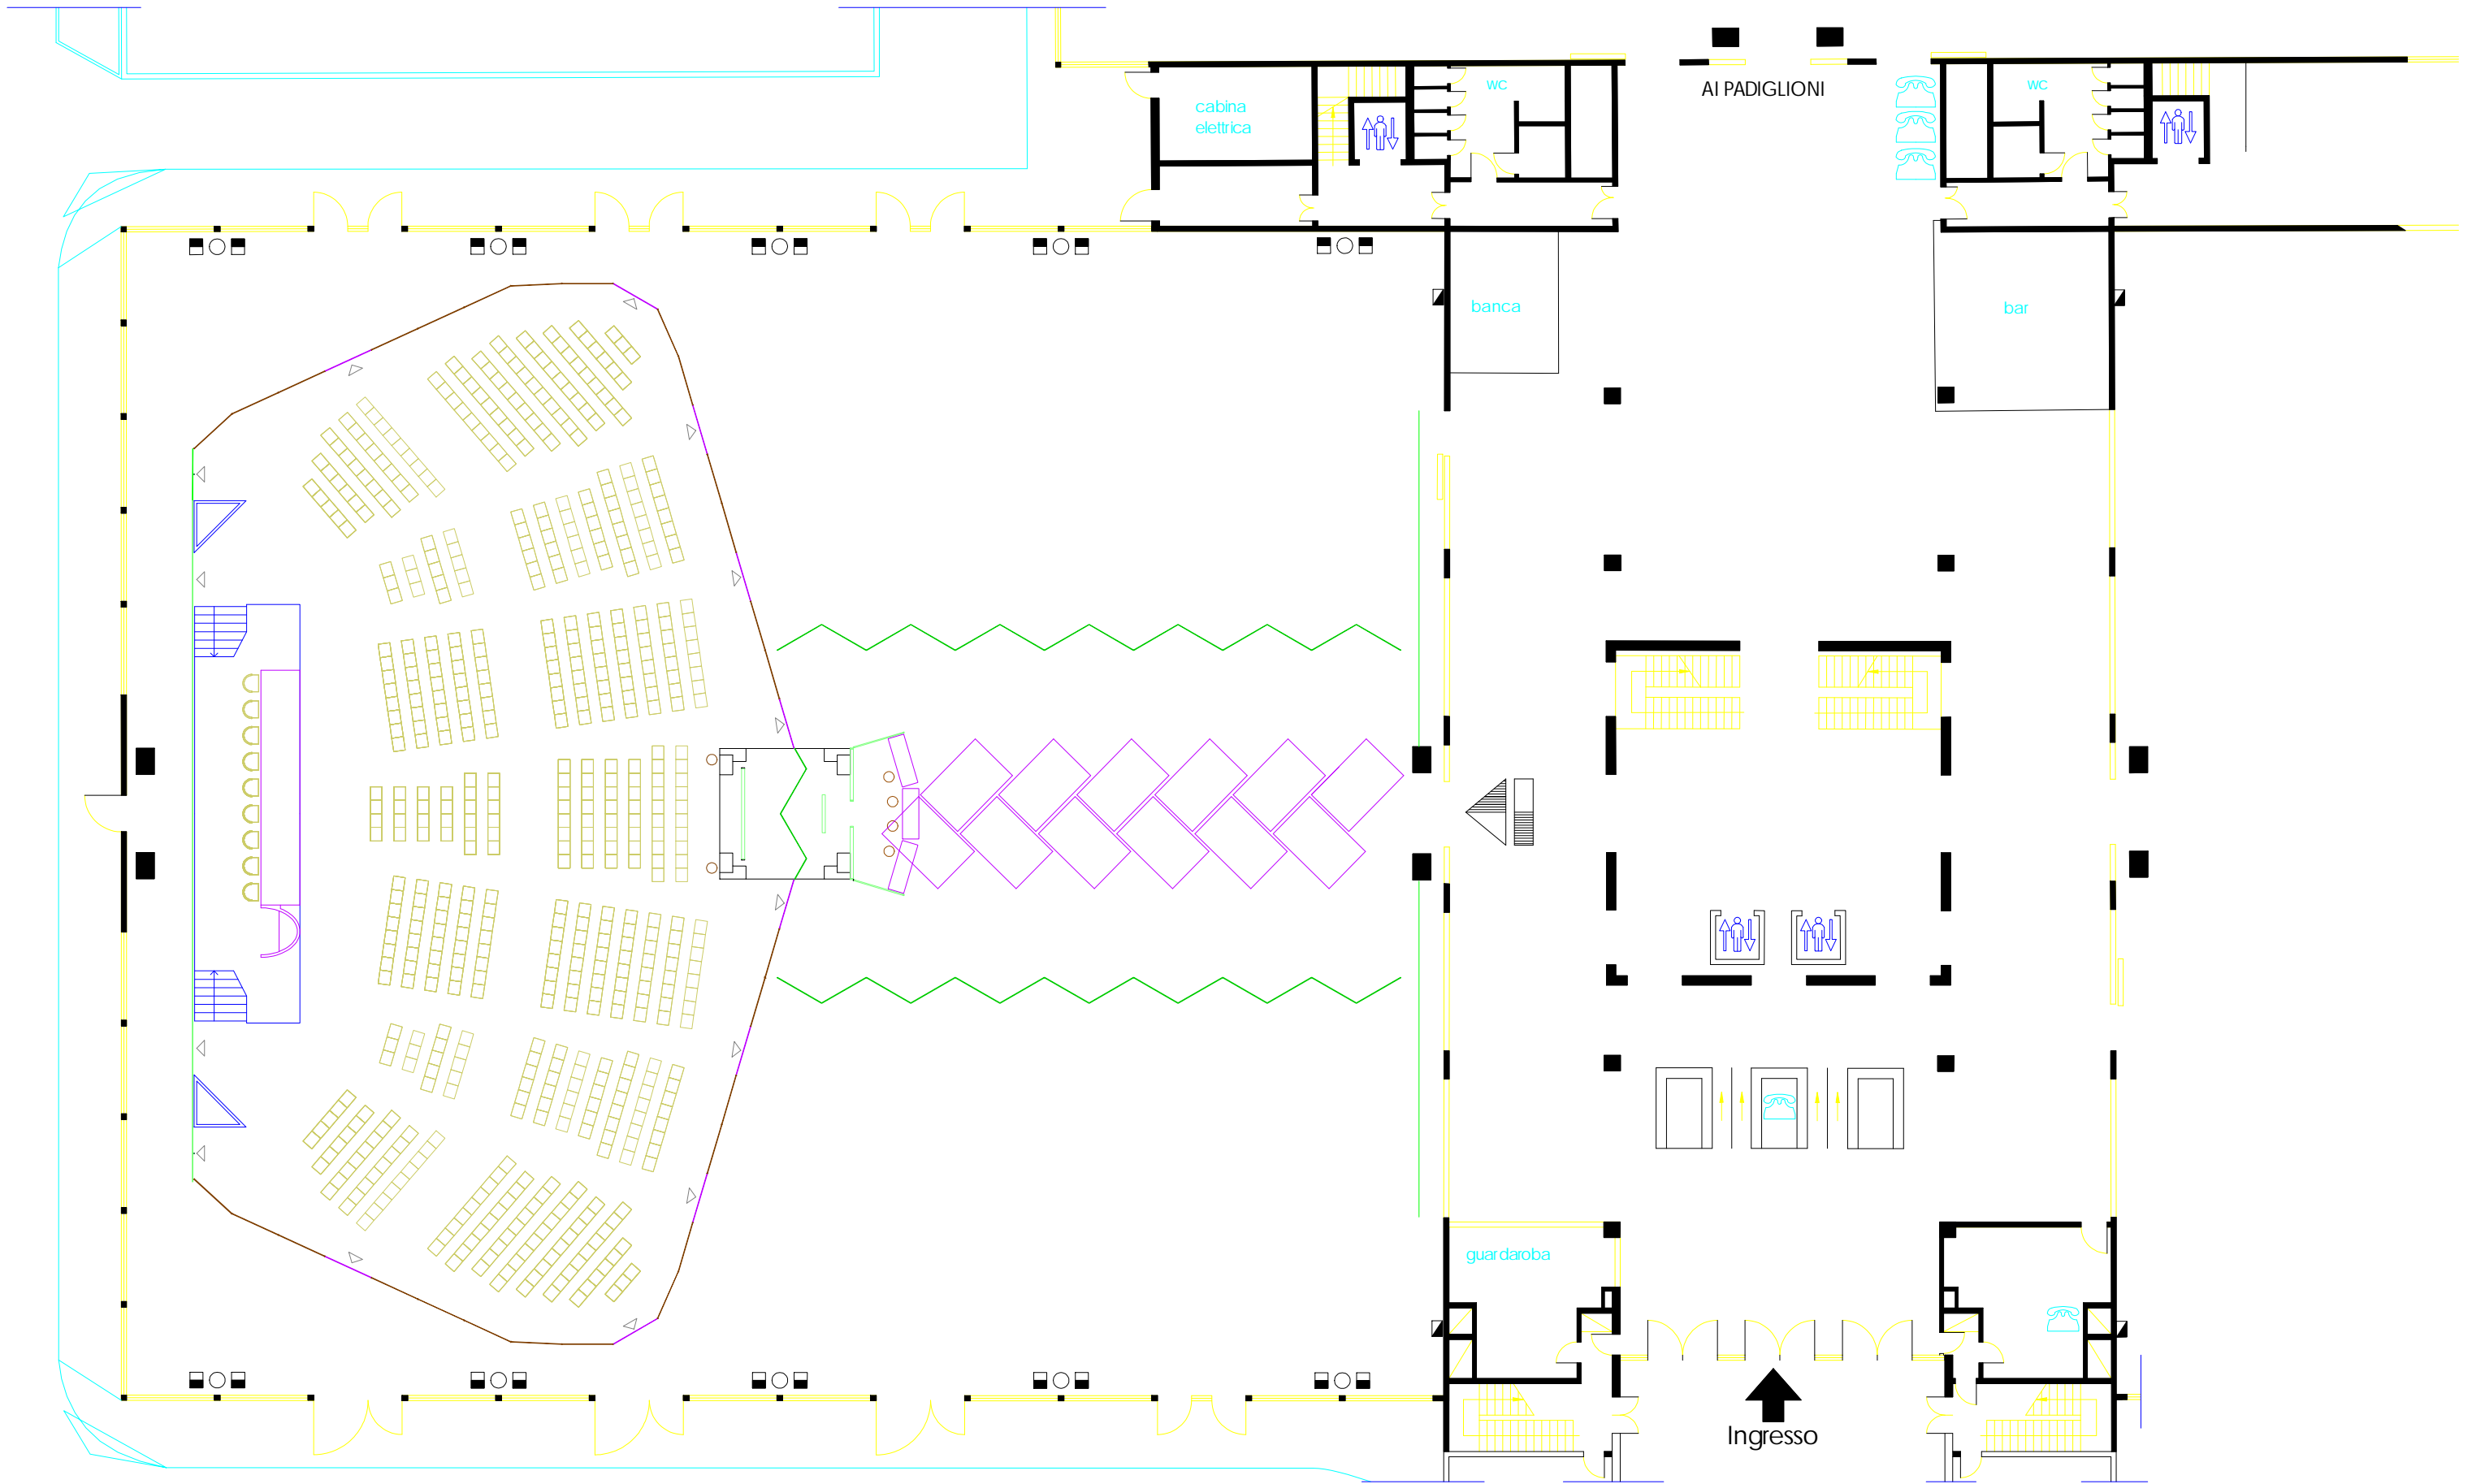 AI PADIGLIONI
cabina
elettrica
WC
WC
banca
bar
guardaroba
Ingresso